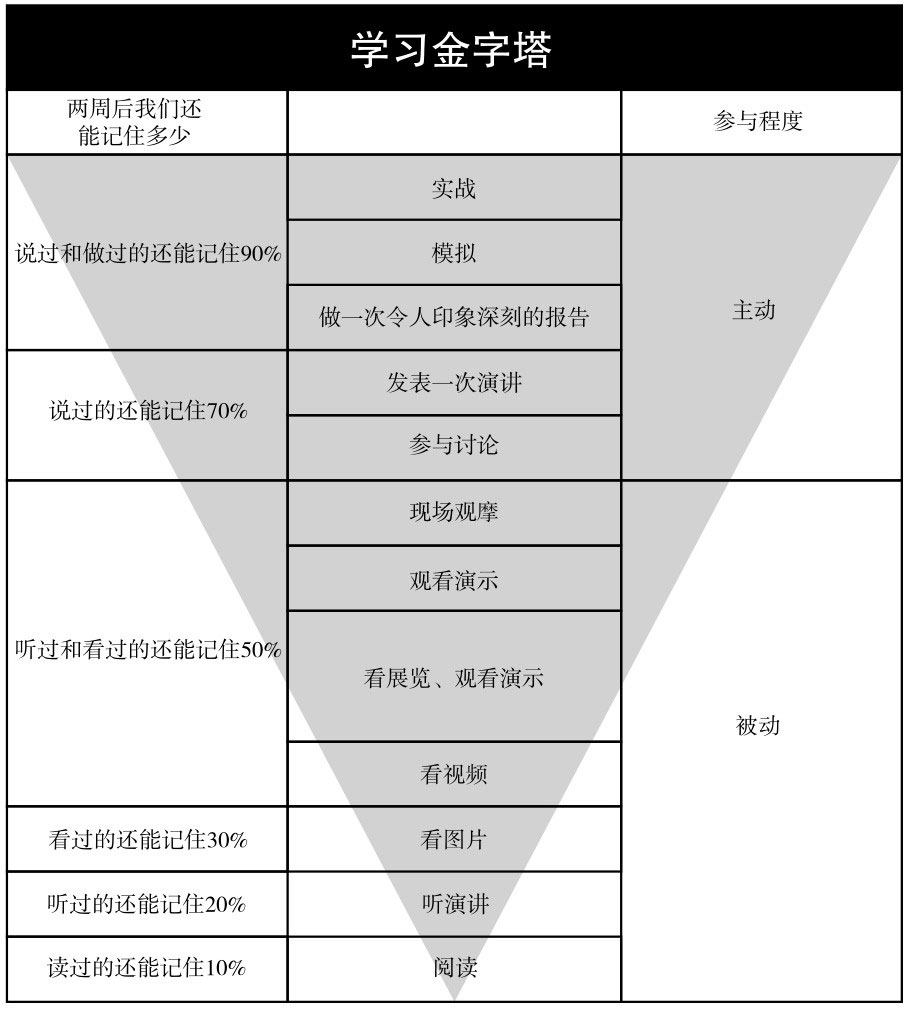 学习金字塔
两周后我们还
能记住多少
参与程度
实战
说过和做过的还能记住90%
模拟
做一次令人印象深刻的报告
主动
发表一次演讲
说过的还能记住70%
参与讨论
现场观摩
观看演示
听过和看过的还能记住50%
看展览、观看演示
被动
看视频
看过的还能记住30%
看图片
听过的还能记住20%
听演讲
读过的还能记住10%
阅读